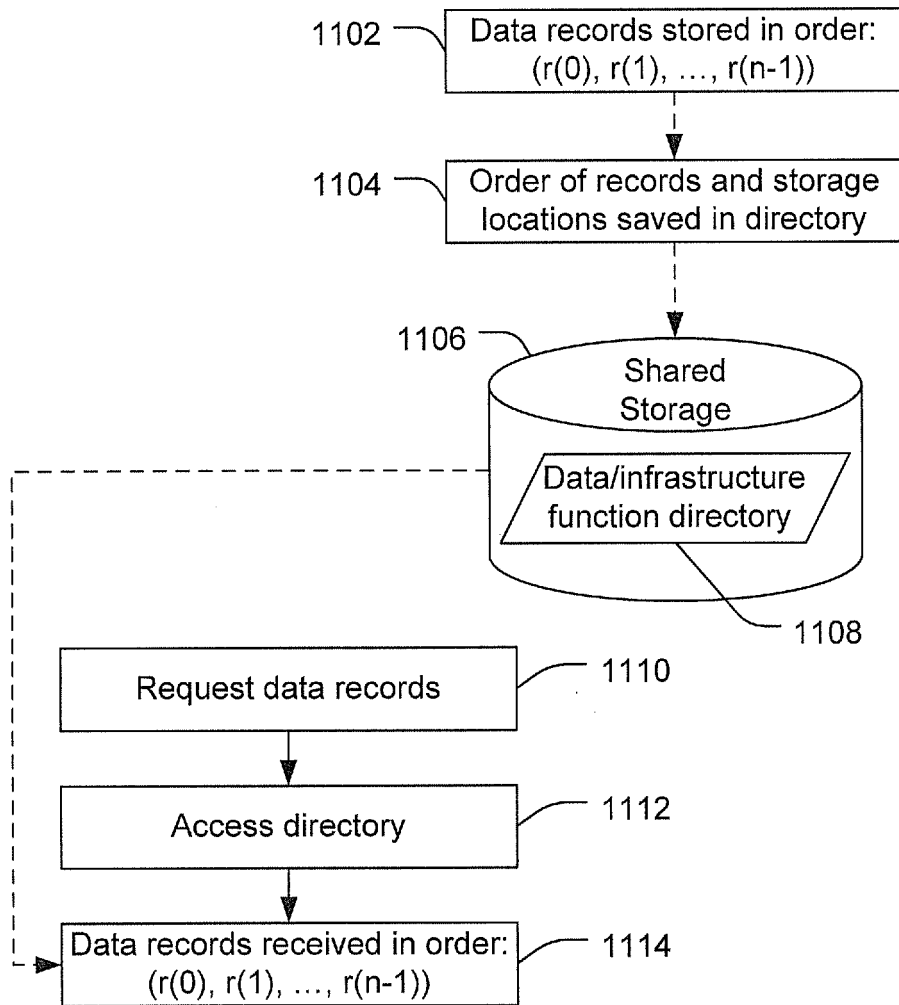 1102
Data records stored in order:
(r(0), r(1), ..., r(n-1))
1104
Order of records and storage
locations saved in directory
1106
Shared
Storage
Data/infrastructure
function directory
1108
Request data records
1110
Access directory
1112
Data records received in order:
(r(0), r(1), ..., r(n-1))
1114